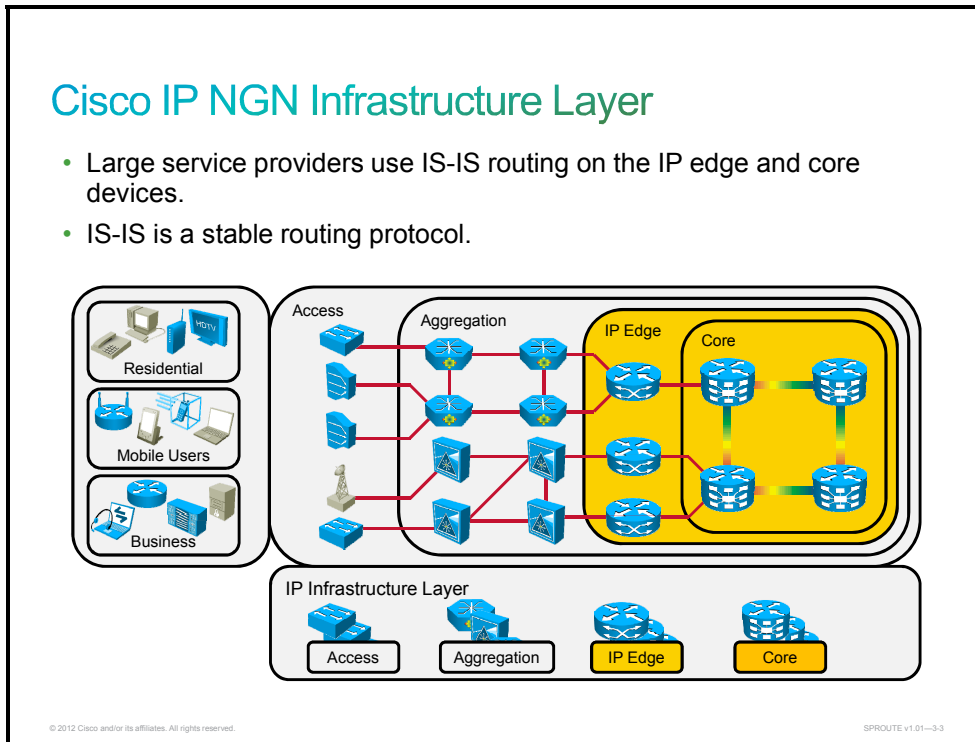 Cisco IP NGN Infrastructure Layer
• Large service providers use IS-IS routing on the IP edge and core
devices.
• IS-IS is a stable routing protocol.
Access
Aggregation
IP Edge
Core
HDTV
Residential
Mobile Users
Business
IP Infrastructure Layer
Access
Aggregation
IP Edge
Core
© 2012 Cisco and/or its affiliates. All rights reserved.
SPROUTE v1.01—3-3